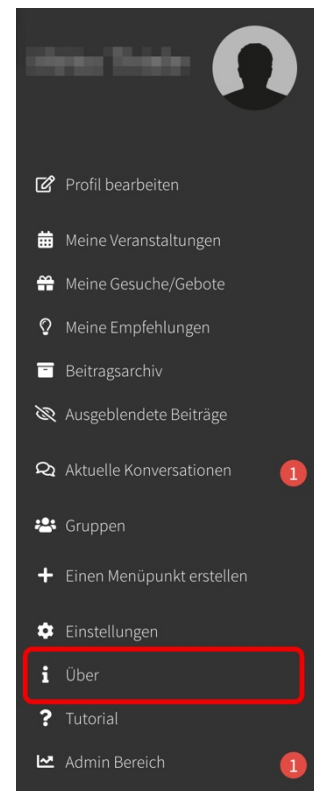 Profil bearbeiten
Meine Veranstaltungen
Meine Gesuche/Gebote
Meine Empfehlungen
Beitragsarchiv
Ausgeblendete Beiträge
Aktuelle Konversationen 1
Gruppen
Einen Menüpunkt erstellen
Einstellungen
Über
Tutorial
Admin Bereich 1